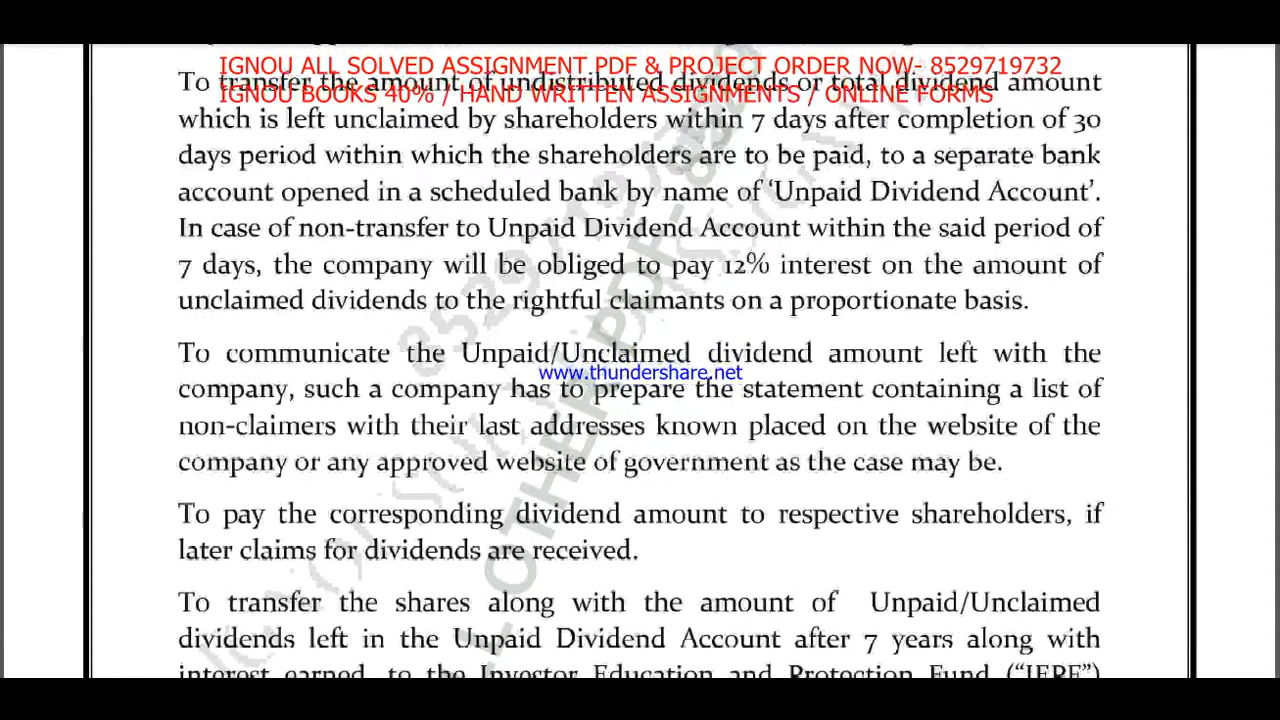 IGNOU ALL SOLVED ASSIGNMENT PDF & PROJECT ORDER NOW- 8529719732
To transfer the amount of undistributed dividends or total dividend amount
IGNOU BOOKS 40% / HAND WRITTEN ASSIGNMENTS / ONLINE FORMS
which is left unclaimed by shareholders within 7 days after completion of 30
days period within which the shareholders are to be paid, to a separate bank
account opened in a scheduled bank by name of ‘Unpaid Dividend Account’.
In case of non-transfer to Unpaid Dividend Account within the said period of
7 days, the company will be obliged to pay 12% interest on the amount of
unclaimed dividends to the rightful claimants on a proportionate basis.
To communicate the Unpaid/Unclaimed dividend amount left with the
www.thundershare.net
company, such a company has to prepare the statement containing a list of
non-claimers with their last addresses known placed on the website of the
company or any approved website of government as the case may be.
To pay the corresponding dividend amount to respective shareholders, if
later claims for dividends are received.
To transfer the shares along with the amount of Unpaid/Unclaimed
dividends left in the Unpaid Dividend Account after 7 years along with
interest earned, to the Investor Education and Protection Fund (“IEPF”)